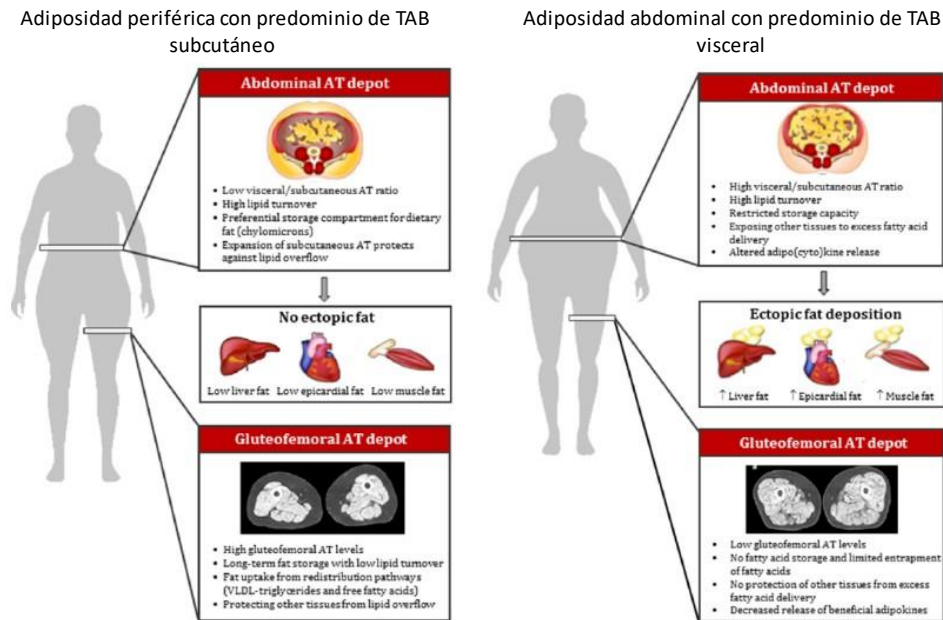 Adiposidad periférica con predominio de TAB
subcutáneo
Abdominal AT depot
• Low visceral/subcutaneous AT ratio
• High lipid turnover
• Preferential storage compartment for dietary
fat (chylomicrons)
• Expansion of subcutaneous AT protects
against lipid overflow
No ectopic fat
Low liver fat Low epicardial fat Low muscle fat
Gluteofemoral AT depot
• High gluteofemoral AT levels
• Long-term fat storage with low lipid turnover
• Fat uptake from redistribution pathways
(VLDL-triglycerides and free fatty acids)
• Protecting other tissues from lipid overflow
Adiposidad abdominal con predominio de TAB
visceral
Abdominal AT depot
• High visceral/subcutaneous AT ratio
• High lipid turnover
• Restricted storage capacity
• Exposing other tissues to excess fatty acid
delivery
• Altered adipo(cyto)kine release
Ectopic fat deposition
↑ Liver fat ↑ Epicardial fat ↑ Muscle fat
Gluteofemoral AT depot
• Low gluteofemoral AT levels
• No fatty acid storage and limited entrapment
of fatty acids
• No protection of other tissues from excess
fatty acid delivery
• Decreased release of beneficial adipokines